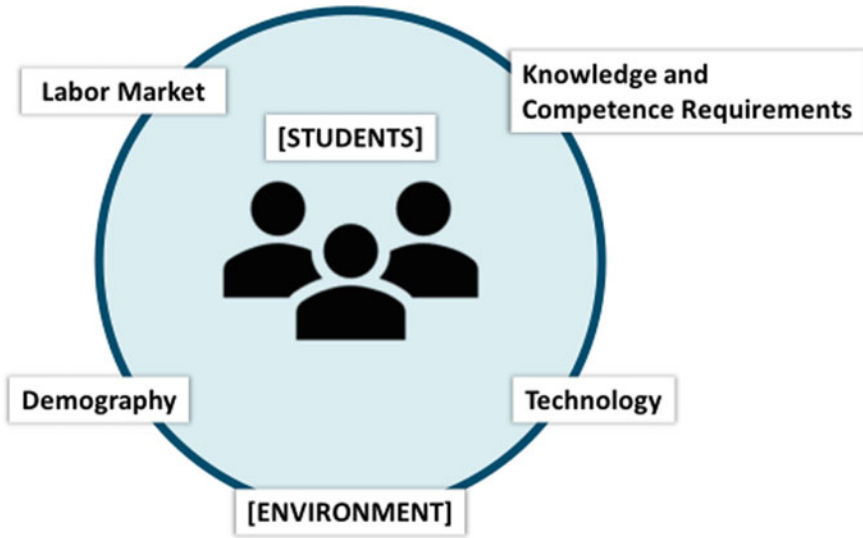 Labor Market
Knowledge and
Competence Requirements
[STUDENTS]
Demography
Technology
[ENVIRONMENT]